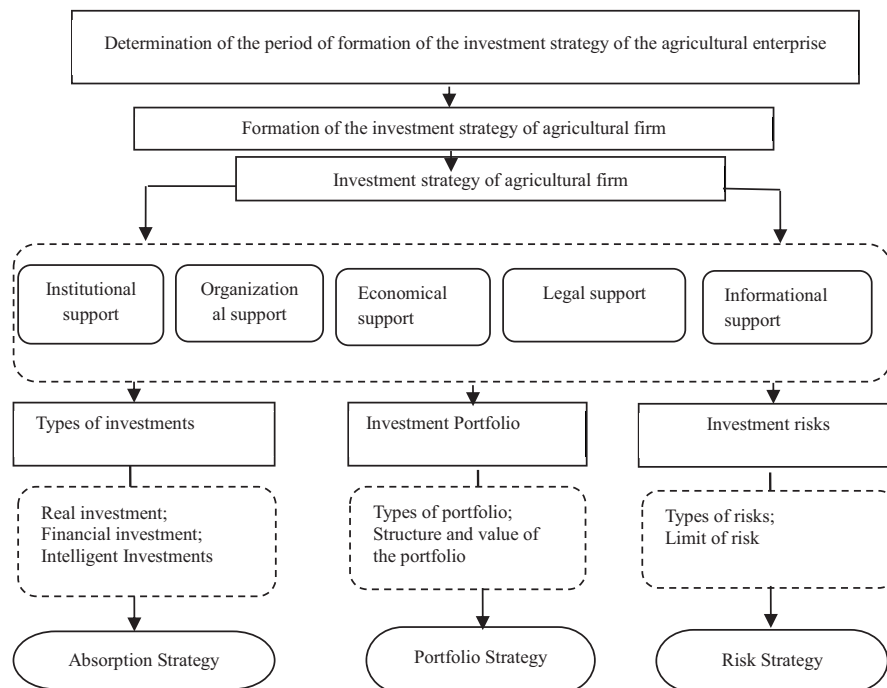 Determination of the period of formation of the investment strategy of the agricultural enterprise
Formation of the investment strategy of agricultural firm
Investment strategy of agricultural firm
Institutional
support
Organization
al support
Economical
support
Legal support
Informational
support
Types of investments
Investment Portfolio
Investment risks
Real investment;
Financial investment;
Intelligent Investments
Types of portfolio;
Structure and value of
the portfolio
Types of risks;
Limit of risk
Absorption Strategy
Portfolio Strategy
Risk Strategy